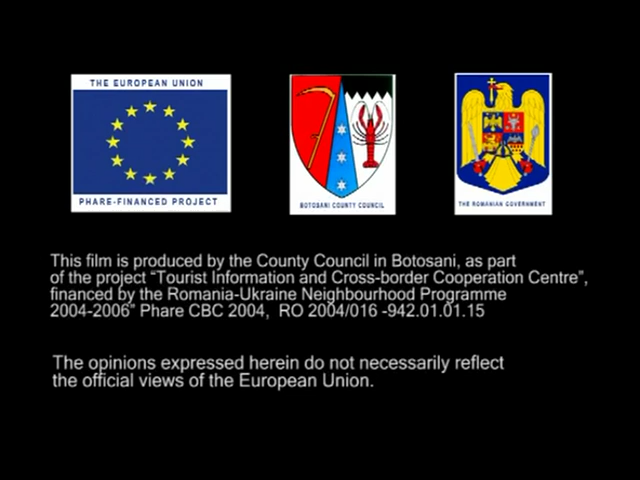 THE EUROPEAN UNION
PHARE-FINANCED PROJECT
BOTOSANI COUNTY COUNCIL
THE ROMANIAN GOVERNMENT
This film is produced by the County Council in Botosani, as part
of the project “Tourist Information and Cross-border Cooperation Centre”,
financed by the Romania-Ukraine Neighbourhood Programme
2004-2006” Phare CBC 2004,  RO 2004/016 -942.01.01.15
The opinions expressed herein do not necessarily reflect
the official views of the European Union.